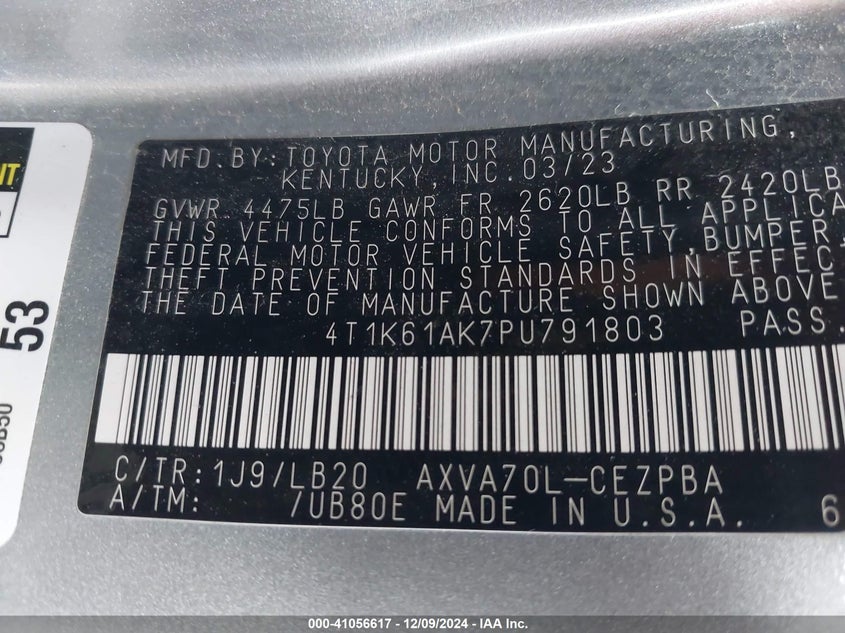 MFD. BY: TOYOTA MOTOR MANUFACTURING,
KENTUCKY, INC. 03/23
GVWR 4475LB GAWR FR 2620LB RR 2420LB
THIS VEHICLE CONFORMS TO ALL APPLICA
FEDERAL MOTOR VEHICLE SAFETY, BUMPER,
THEFT PREVENTION STANDARDS IN EFFEC
THE DATE OF MANUFACTURE SHOWN ABOVE
4T1K61AK7PU791803 PASS.
C/TR: 1J9/LB20 AXVA70L-CEZPBA
A/TM: /UB80E MADE IN U.S.A. 6
53
000-41056617 - 12/09/2024 - IAA Inc.